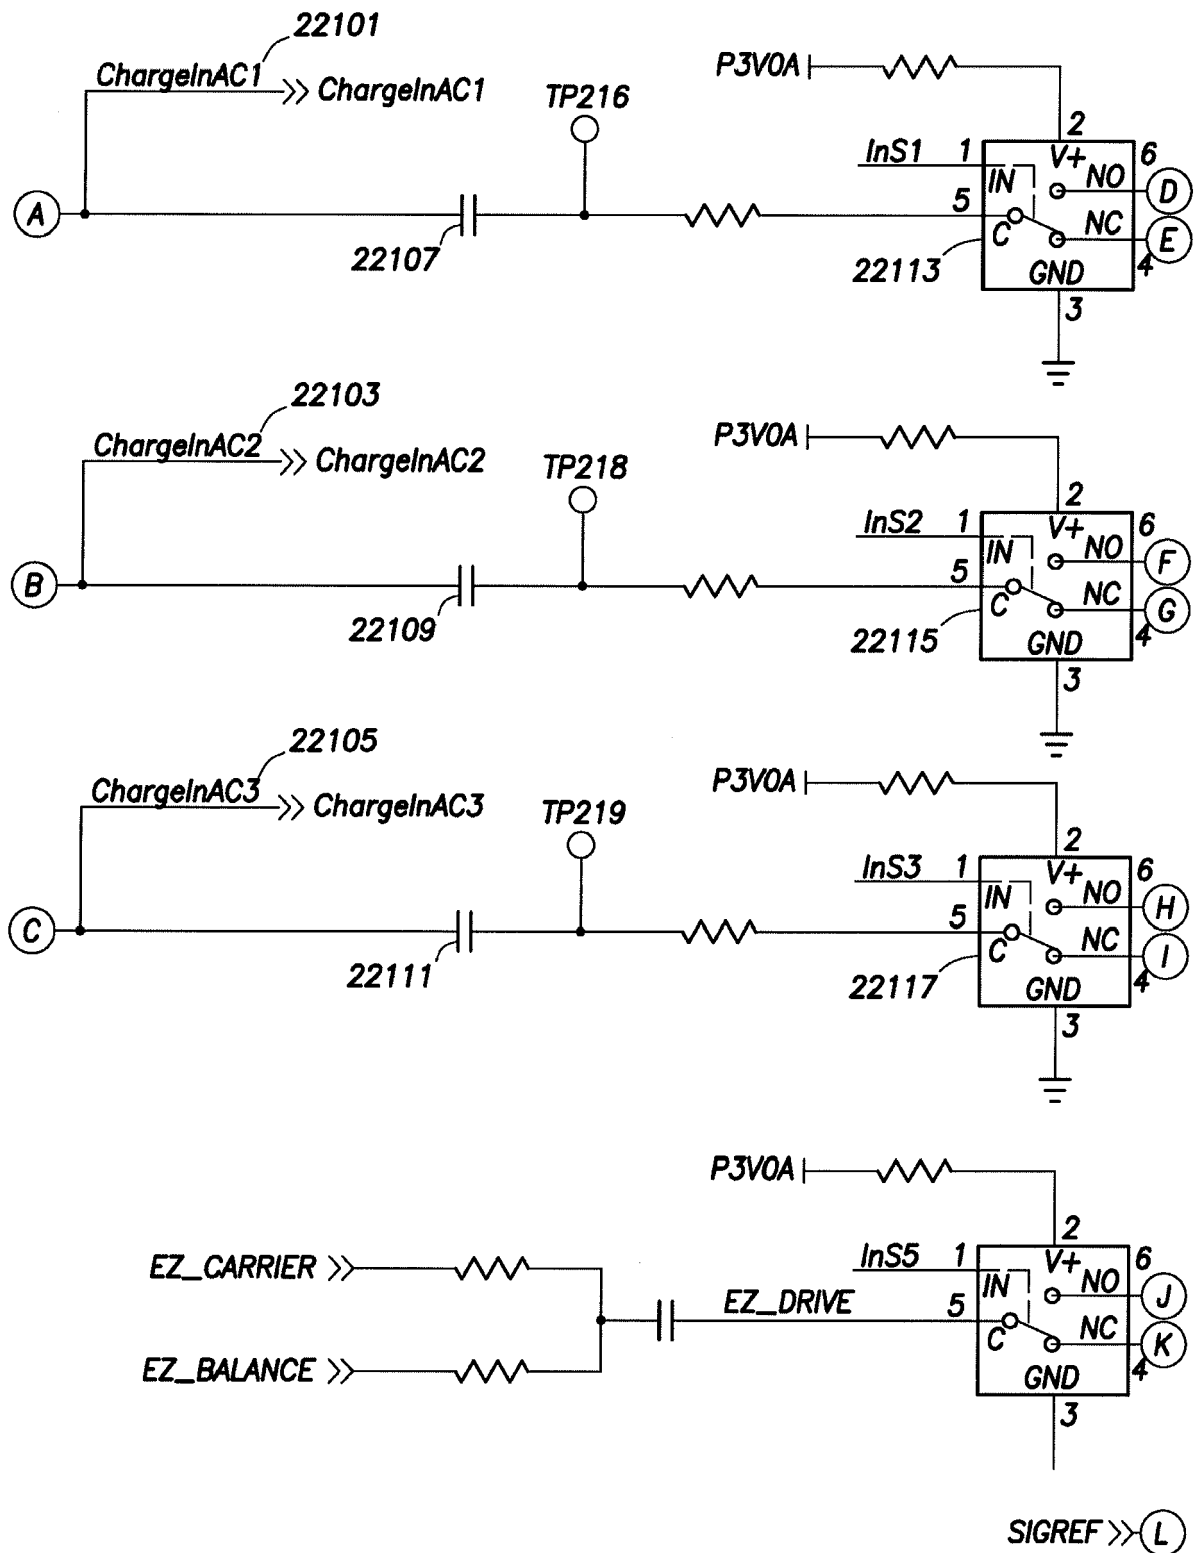 22101
P3V0A
ChargeInAC1
ChargeInAC1
TP216
2
InS1
1
V+
6
IN
NO
D
A
5
C
NC
E
22107
22113
GND
4
3
22103
P3V0A
ChargeInAC2
ChargeInAC2
TP218
2
InS2
1
V+
6
IN
NO
F
B
5
C
NC
G
22109
22115
GND
4
3
22105
P3V0A
ChargeInAC3
ChargeInAC3
TP219
2
InS3
1
V+
6
IN
NO
H
C
5
C
NC
I
22111
22117
GND
4
3
P3V0A
2
EZ_CARRIER
InS5
1
V+
6
IN
NO
J
EZ_DRIVE
5
C
NC
K
EZ_BALANCE
GND
4
3
SIGREF
L